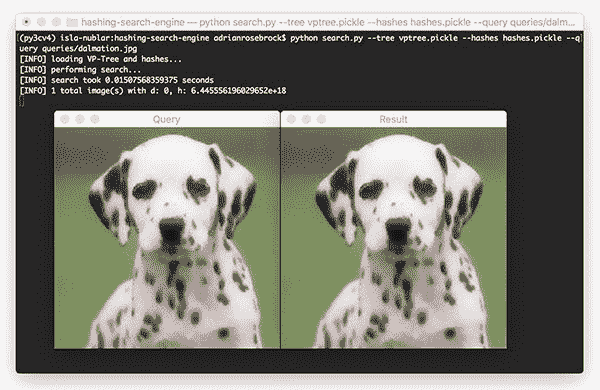 hashing-search-engine — python search.py --tree vptree.pickle --hashes hashes.pickle --query queries/dalm...
(py3cv4) isla-nublar:hashing-search-engine adrianrosebrock$ python search.py --tree vptree.pickle --hashes hashes.pickle --q
uery queries/dalmation.jpg
[INFO] loading VP-Tree and hashes...
[INFO] performing search...
[INFO] search took 0.01507568359375 seconds
[INFO] 1 total image(s) with d: 0, h: 6.445556196029652e+18
Query
Result